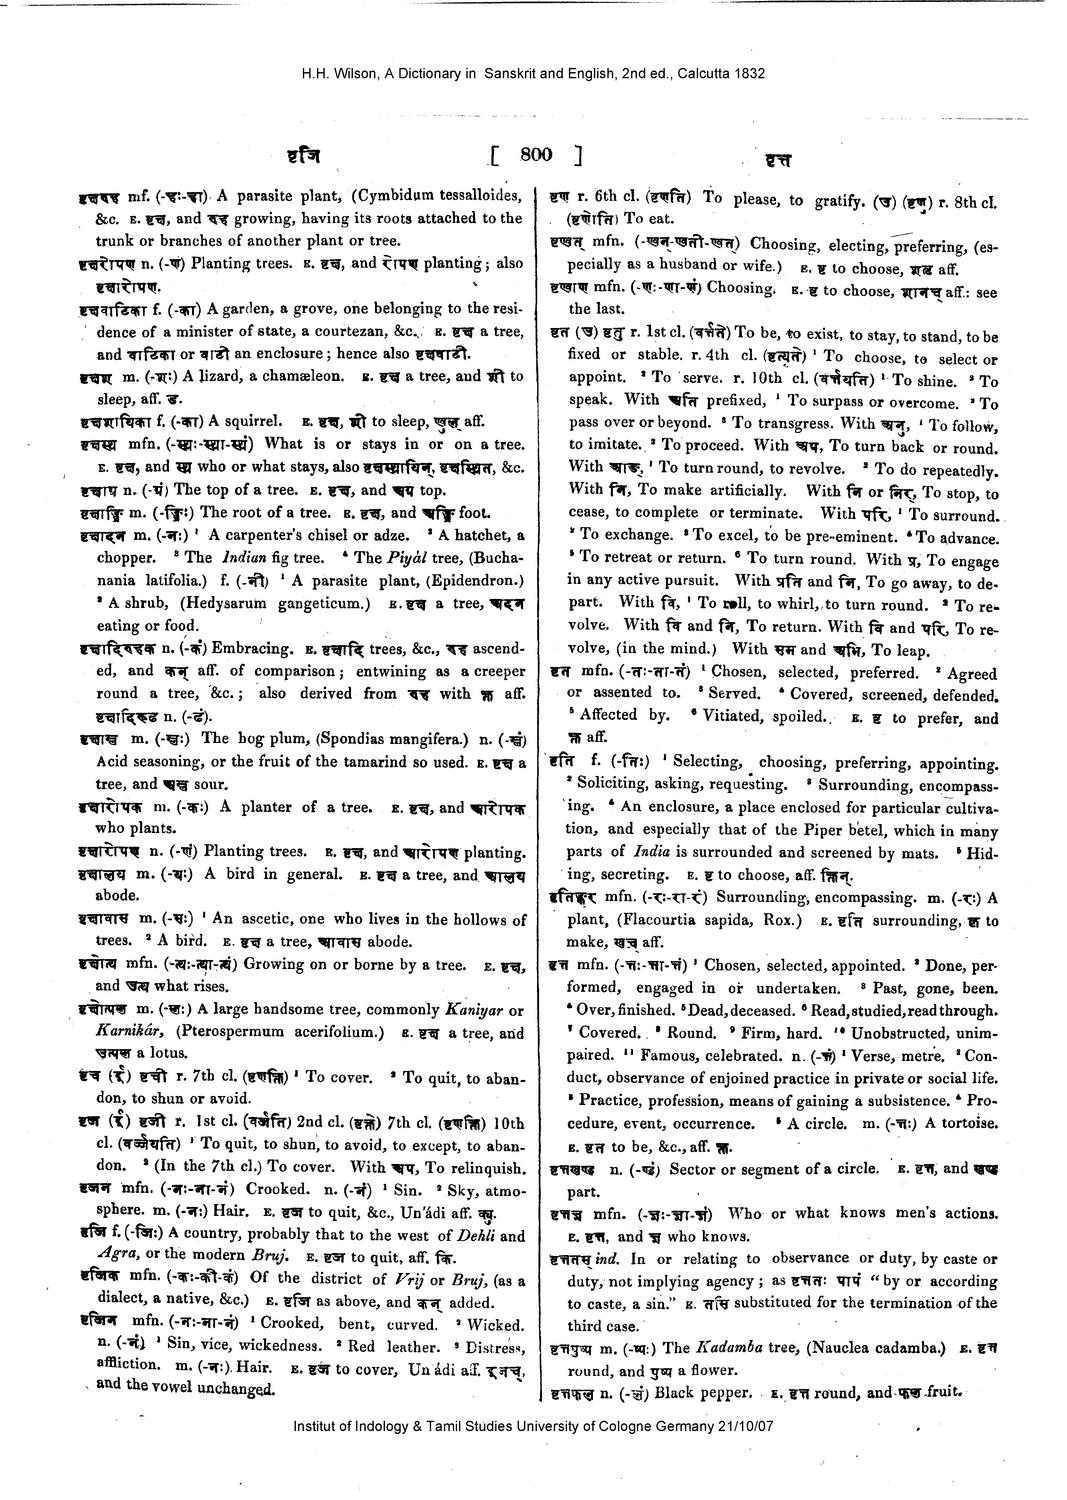 H.H. Wilson, A Dictionary in Sanskrit and English, 2nd ed., Calcutta 1832
वृजि [ 800 ] वृत्त
वृक्षरुह mf. (-हः-हा) A parasite plant, (Cymbidum tessalloides,
&c. E. वृक्ष, and रुह growing, having its roots attached to the
trunk or branches of another plant or tree.
वृक्षरोपण n. (-णं) Planting trees. E. वृक्ष, and रोपण planting; also
वृक्षारोपण.
वृक्षवाटिका f. (-का) A garden, a grove, one belonging to the resi-
dence of a minister of state, a courtezan, &c. E. वृक्ष a tree,
and वाटिका or वाटी an enclosure; hence also वृक्षवाटी.
वृक्षश m. (-शः) A lizard, a chamæleon. E. वृक्ष a tree, and शी to
sleep, aff. ड.
वृक्षशायिका f. (-का) A squirrel. E. वृक्ष, शी to sleep, ण्वुल् aff.
वृक्षस्थ mfn. (-स्थः-स्था-स्थं) What is or stays in or on a tree.
E. वृक्ष, and स्थ who or what stays, also वृक्षस्थायिन्, वृक्षस्थित, &c.
वृक्षाग्र n. (-ग्रं) The top of a tree. E. वृक्ष, and अग्र top.
वृक्षाङ्घ्रि m. (-ङ्घ्रिः) The root of a tree. E. वृक्ष, and अङ्घ्रि foot.
वृक्षादन m. (-नः) ¹ A carpenter's chisel or adze. ² A hatchet, a
chopper. ³ The Indian fig tree. ⁴ The Piyál tree, (Bucha-
nania latifolia.) f. (-नी) ¹ A parasite plant, (Epidendron.)
² A shrub, (Hedysarum gangeticum.) E. वृक्ष a tree, अदन
eating or food.
वृक्षादिरुहक n. (-कं) Embracing. E. वृक्षादि trees, &c., रुह ascend-
ed, and कन् aff. of comparison; entwining as a creeper
round a tree, &c.; also derived from रुह with क्त aff.
वृक्षादिरूढ n. (-ढं).
वृक्षाम्ल m. (-म्लः) The hog plum, (Spondias mangifera.) n. (-म्लं)
Acid seasoning, or the fruit of the tamarind so used. E. वृक्ष a
tree, and अम्ल sour.
वृक्षारोपक m. (-कः) A planter of a tree. E. वृक्ष, and आरोपक
who plants.
वृक्षारोपण n. (-णं) Planting trees. E. वृक्ष, and आरोपण planting.
वृक्षालय m. (-यः) A bird in general. E. वृक्ष a tree, and आलय
abode.
वृक्षावास m. (-सः) ¹ An ascetic, one who lives in the hollows of
trees. ² A bird. E. वृक्ष a tree, आवास abode.
वृक्षोत्थ mfn. (-त्थः-त्था-त्थं) Growing on or borne by a tree. E. वृक्ष,
and उत्थ what rises.
वृक्षोत्पल m. (-लः) A large handsome tree, commonly Kaniyar or
Karnikár, (Pterospermum acerifolium.) E. वृक्ष a tree, and
उत्पल a lotus.
वृच (ई) वृची r. 7th cl. (वृणक्ति) ¹ To cover. ² To quit, to aban-
don, to shun or avoid.
वृज (ई) वृजी r. 1st cl. (वर्जति) 2nd cl. (वृक्ते) 7th cl. (वृणक्ति) 10th
cl. (वर्ज्जयति) ¹ To quit, to shun, to avoid, to except, to aban-
don. ² (In the 7th cl.) To cover. With अप, To relinquish.
वृजन mfn. (-नः-ना-नं) Crooked. n. (-नं) ¹ Sin. ² Sky, atmo-
sphere. m. (-नः) Hair. E. वृज to quit, &c., Un'ádi aff. क्यु.
वृजि f. (-जिः) A country, probably that to the west of Dehli and
Agra, or the modern Bruj. E. वृज to quit, aff. कि.
वृजिक mfn. (-कः-की-कं) Of the district of Vrij or Bruj, (as a
dialect, a native, &c.) E. वृजि as above, and कन् added.
वृजिन mfn. (-नः-ना-नं) ¹ Crooked, bent, curved. ² Wicked.
n. (-नं) ¹ Sin, vice, wickedness. ² Red leather. ³ Distress,
affliction. m. (-नः) Hair. E. वृज to cover, Un'ádi aff. इनच्,
and the vowel unchanged.
वृण r. 6th cl. (वृणति) To please, to gratify. (उ) (वृणु) r. 8th cl.
(वृणोति) To eat.
वृण्वत् mfn. (-ण्वन्-ण्वती-ण्वत्) Choosing, electing, preferring, (es-
pecially as a husband or wife.) E. वृ to choose, शतृ aff.
वृण्वाण mfn. (-णः-णा-णं) Choosing. E. वृ to choose, शानच् aff.: see
the last.
वृत (उ) वृतु r. 1st cl. (वर्त्तते) To be, to exist, to stay, to stand, to be
fixed or stable. r. 4th cl. (वृत्यते) ¹ To choose, to select or
appoint. ² To serve. r. 10th cl. (वर्त्तयति) ¹ To shine. ² To
speak. With अति prefixed, ¹ To surpass or overcome. ² To
pass over or beyond. ³ To transgress. With अनु, ¹ To follow,
to imitate. ² To proceed. With अप, To turn back or round.
With आङ्, ¹ To turn round, to revolve. ² To do repeatedly.
With नि, To make artificially. With नि or निर्, To stop, to
cease, to complete or terminate. With परि, ¹ To surround.
² To exchange. ³ To excel, to be pre-eminent. ⁴ To advance.
⁵ To retreat or return. ⁶ To turn round. With प्र, To engage
in any active pursuit. With प्रति and नि, To go away, to de-
part. With वि, ¹ To roll, to whirl, to turn round. ² To re-
volve. With वि and नि, To return. With वि and परि, To re-
volve, (in the mind.) With सम and अभि, To leap.
वृत mfn. (-तः-ता-तं) ¹ Chosen, selected, preferred. ² Agreed
or assented to. ³ Served. ⁴ Covered, screened, defended.
⁵ Affected by. ⁶ Vitiated, spoiled. E. वृ to prefer, and
क्त aff.
वृति f. (-तिः) ¹ Selecting, choosing, preferring, appointing.
² Soliciting, asking, requesting. ³ Surrounding, encompass-
ing. ⁴ An enclosure, a place enclosed for particular cultiva-
tion, and especially that of the Piper betel, which in many
parts of India is surrounded and screened by mats. ⁵ Hid-
ing, secreting. E. वृ to choose, aff. क्तिन्.
वृतिङ्कर mfn. (-रः-रा-रं) Surrounding, encompassing. m. (-रः) A
plant, (Flacourtia sapida, Rox.) E. वृति surrounding, कृ to
make, खच् aff.
वृत्त mfn. (-त्तः-त्ता-त्तं) ¹ Chosen, selected, appointed. ² Done, per-
formed, engaged in or undertaken. ³ Past, gone, been.
⁴ Over, finished. ⁵ Dead, deceased. ⁶ Read, studied, read through.
⁷ Covered. ⁸ Round. ⁹ Firm, hard. ¹⁰ Unobstructed, unim-
paired. ¹¹ Famous, celebrated. n. (-त्तं) ¹ Verse, metre. ² Con-
duct, observance of enjoined practice in private or social life.
³ Practice, profession, means of gaining a subsistence. ⁴ Pro-
cedure, event, occurrence. ⁵ A circle. m. (-त्तः) A tortoise.
E. वृत to be, &c., aff. क्त.
वृत्तखण्ड n. (-ण्डं) Sector or segment of a circle. E. वृत्त, and खण्ड
part.
वृत्तज्ञ mfn. (-ज्ञः-ज्ञा-ज्ञं) Who or what knows men's actions.
E. वृत्त, and ज्ञ who knows.
वृत्ततस् ind. In or relating to observance or duty, by caste or
duty, not implying agency; as वृत्ततः पापं "by or according
to caste, a sin." E. तसि substituted for the termination of the
third case.
वृत्तपुष्प m. (-ष्पः) The Kadamba tree, (Nauclea cadamba.) E. वृत्त
round, and पुष्प a flower.
वृत्तफल n. (-लं) Black pepper. E. वृत्त round, and फल fruit.
Institut of Indology & Tamil Studies University of Cologne Germany 21/10/07